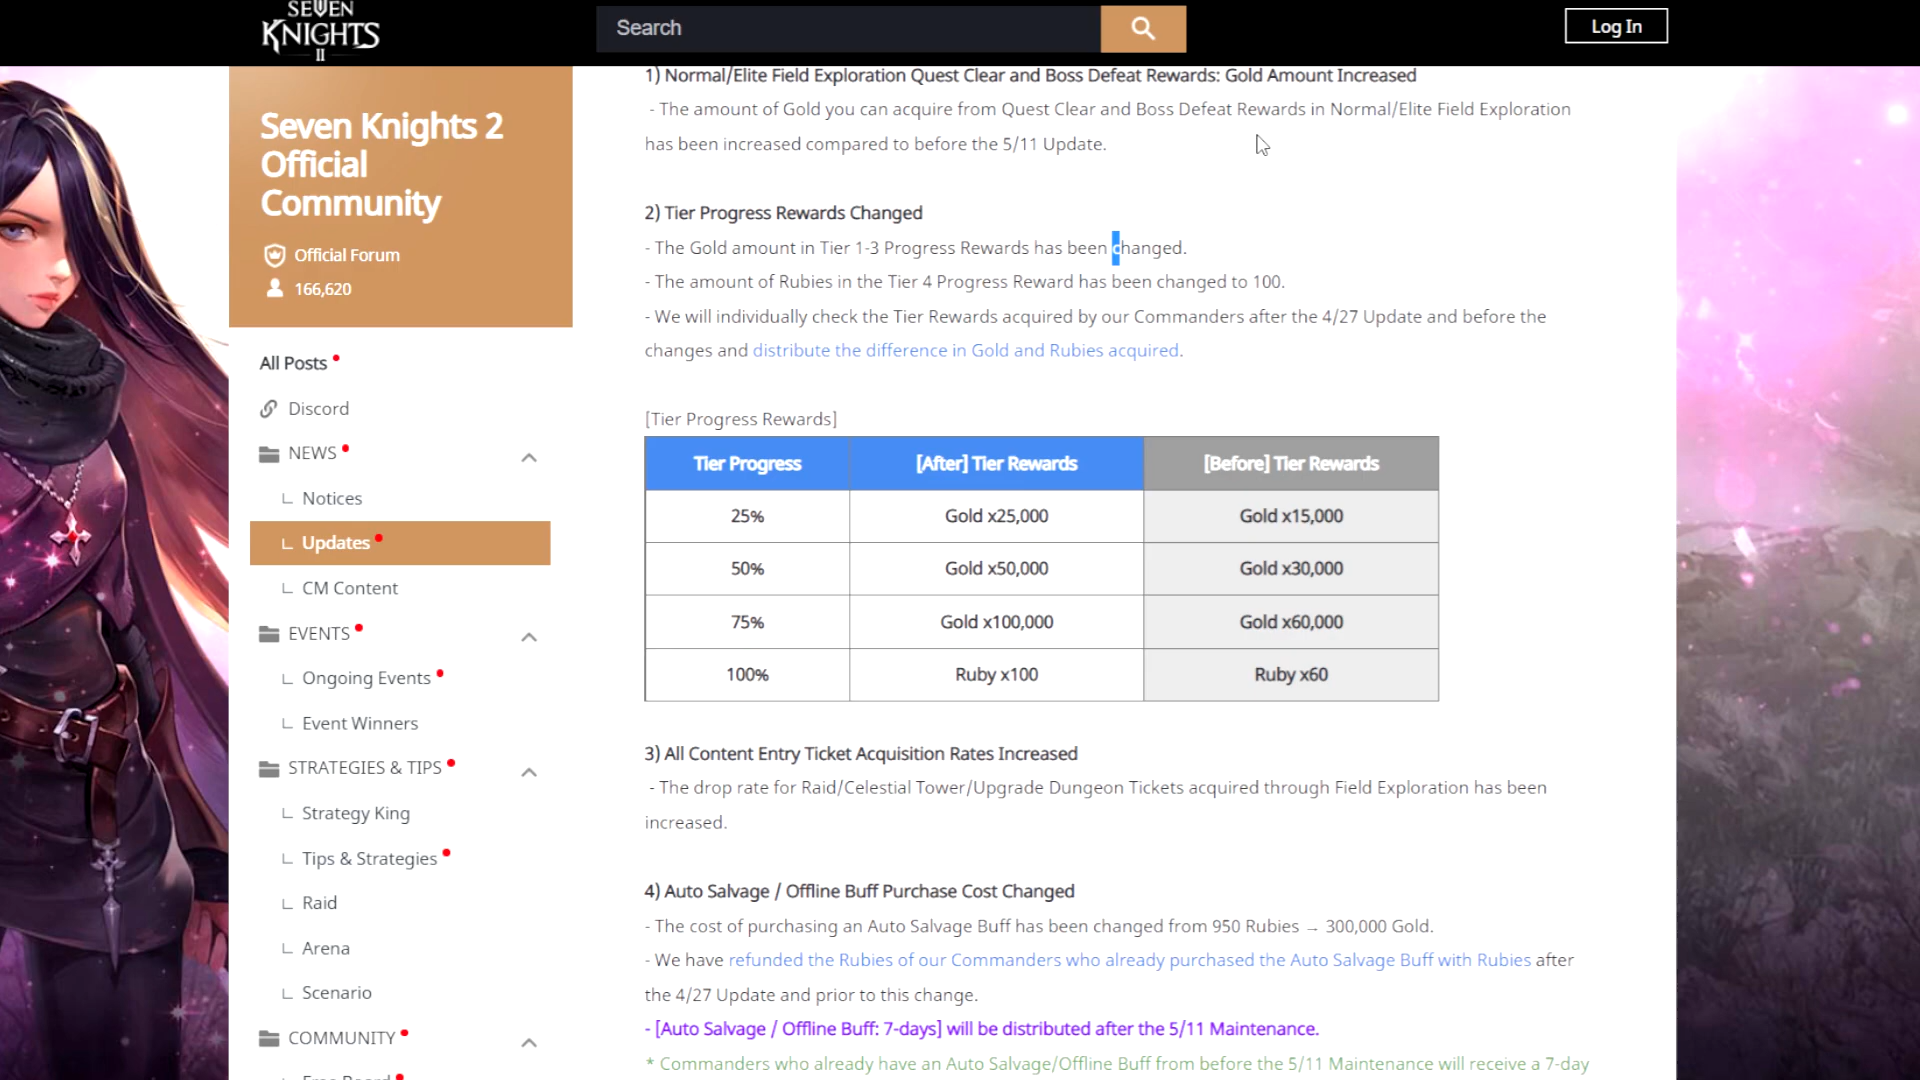 SEVEN
KNIGHTS
II
Search
Log In
Seven Knights 2
Official
Community
Official Forum
166,620
All Posts
Discord
NEWS
Notices
Updates
CM Content
EVENTS
Ongoing Events
Event Winners
STRATEGIES & TIPS
Strategy King
Tips & Strategies
Raid
Arena
Scenario
COMMUNITY
Free Board
1) Normal/Elite Field Exploration Quest Clear and Boss Defeat Rewards: Gold Amount Increased
- The amount of Gold you can acquire from Quest Clear and Boss Defeat Rewards in Normal/Elite Field Exploration
has been increased compared to before the 5/11 Update.
2) Tier Progress Rewards Changed
- The Gold amount in Tier 1-3 Progress Rewards has been changed.
- The amount of Rubies in the Tier 4 Progress Reward has been changed to 100.
- We will individually check the Tier Rewards acquired by our Commanders after the 4/27 Update and before the
changes and distribute the difference in Gold and Rubies acquired.
[Tier Progress Rewards]
Tier Progress [After] Tier Rewards [Before] Tier Rewards
25% Gold x25,000 Gold x15,000
50% Gold x50,000 Gold x30,000
75% Gold x100,000 Gold x60,000
100% Ruby x100 Ruby x60
3) All Content Entry Ticket Acquisition Rates Increased
- The drop rate for Raid/Celestial Tower/Upgrade Dungeon Tickets acquired through Field Exploration has been
increased.
4) Auto Salvage / Offline Buff Purchase Cost Changed
- The cost of purchasing an Auto Salvage Buff has been changed from 950 Rubies → 300,000 Gold.
- We have refunded the Rubies of our Commanders who already purchased the Auto Salvage Buff with Rubies after
the 4/27 Update and prior to this change.
- [Auto Salvage / Offline Buff: 7-days] will be distributed after the 5/11 Maintenance.
* Commanders who already have an Auto Salvage/Offline Buff from before the 5/11 Maintenance will receive a 7-day